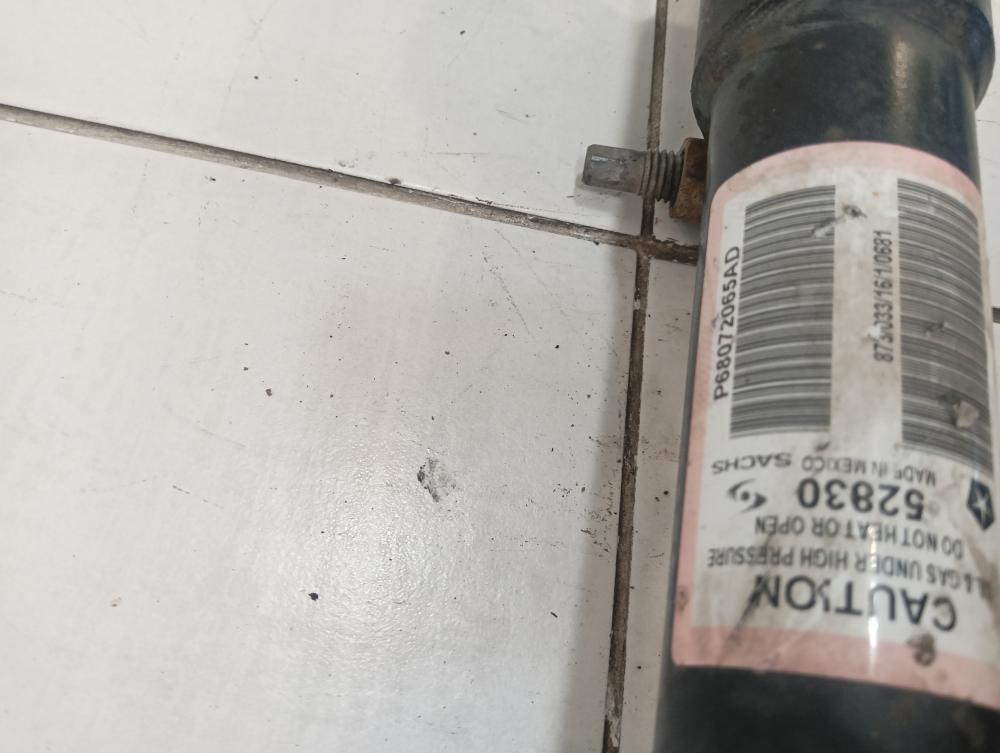 CAUTION
& GAS UNDER HIGH PRESSURE
DO NOT HEAT OR OPEN
52830
MADE IN MEXICO SACHS
P68072065AD
/033/16/1/0681